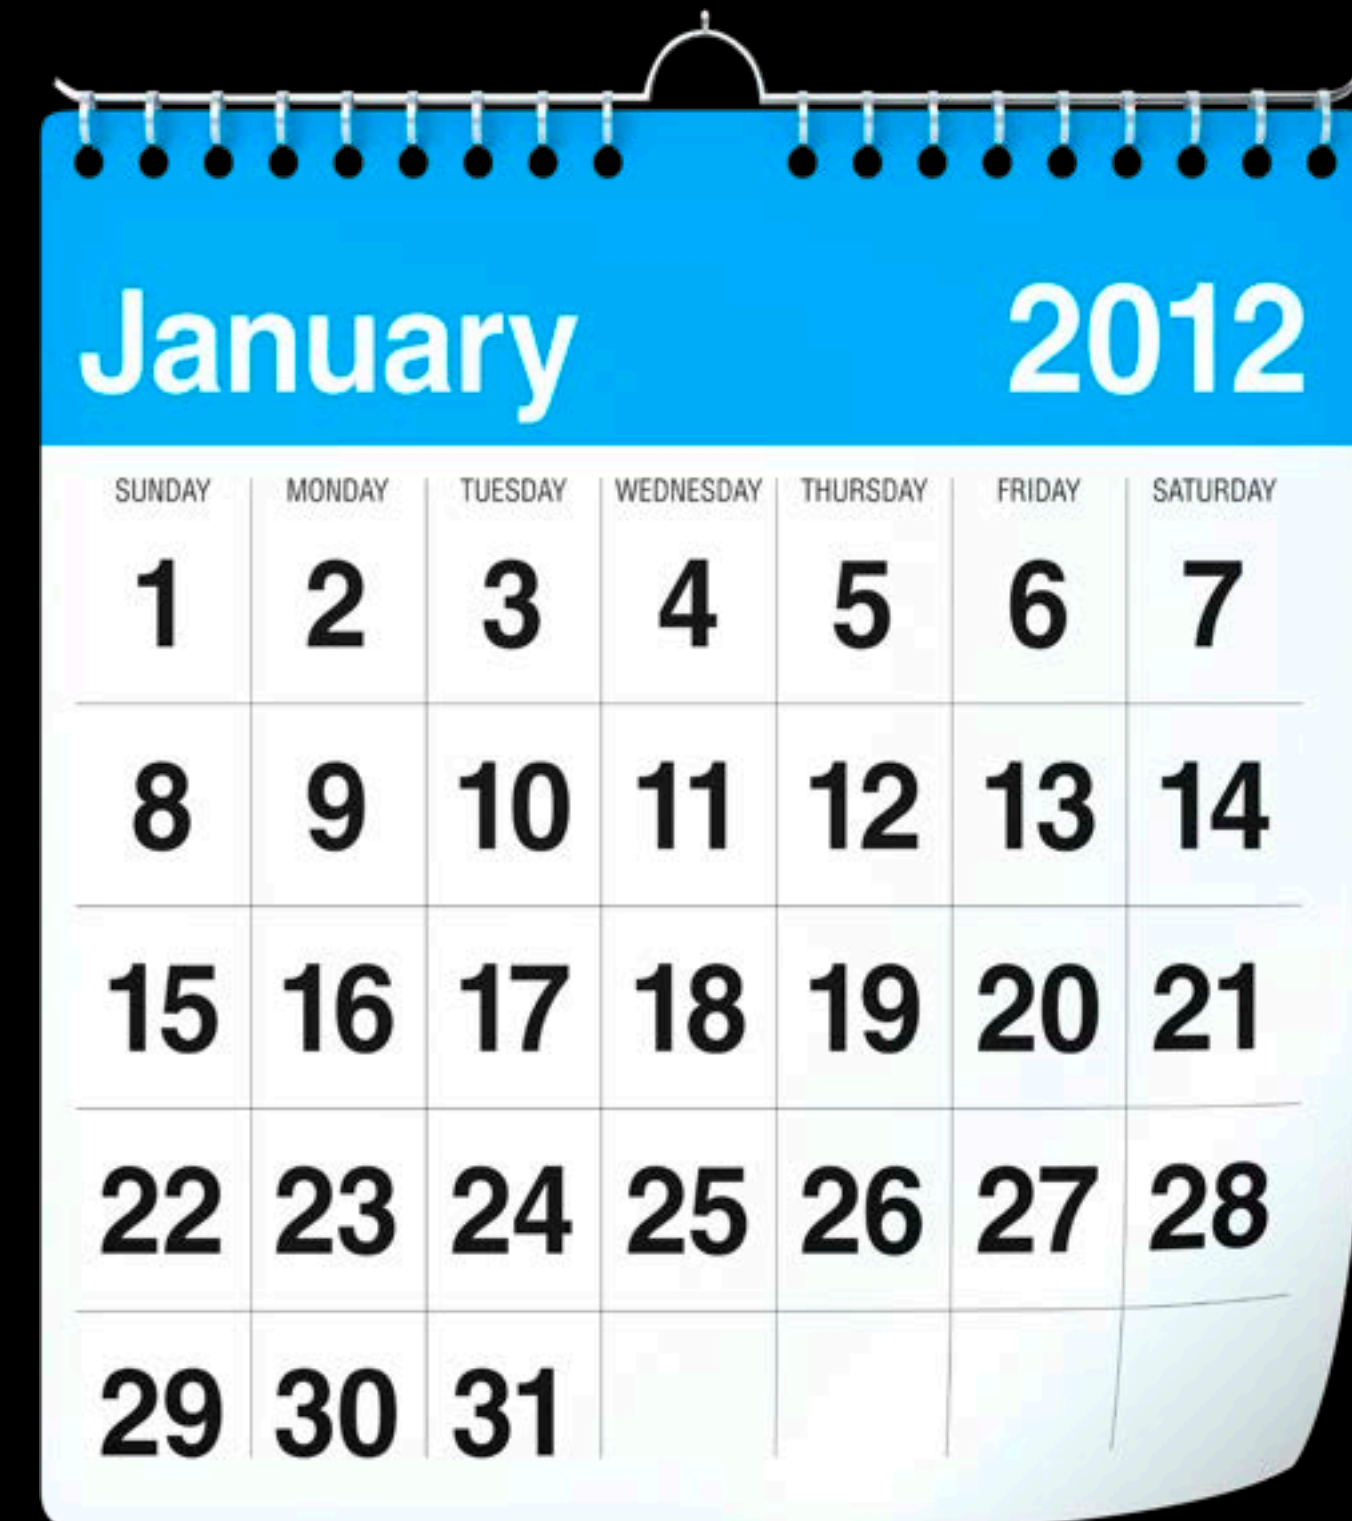 January 2012
SUNDAY MONDAY TUESDAY WEDNESDAY THURSDAY FRIDAY SATURDAY
1 2 3 4 5 6 7
8 9 10 11 12 13 14
15 16 17 18 19 20 21
22 23 24 25 26 27 28
29 30 31